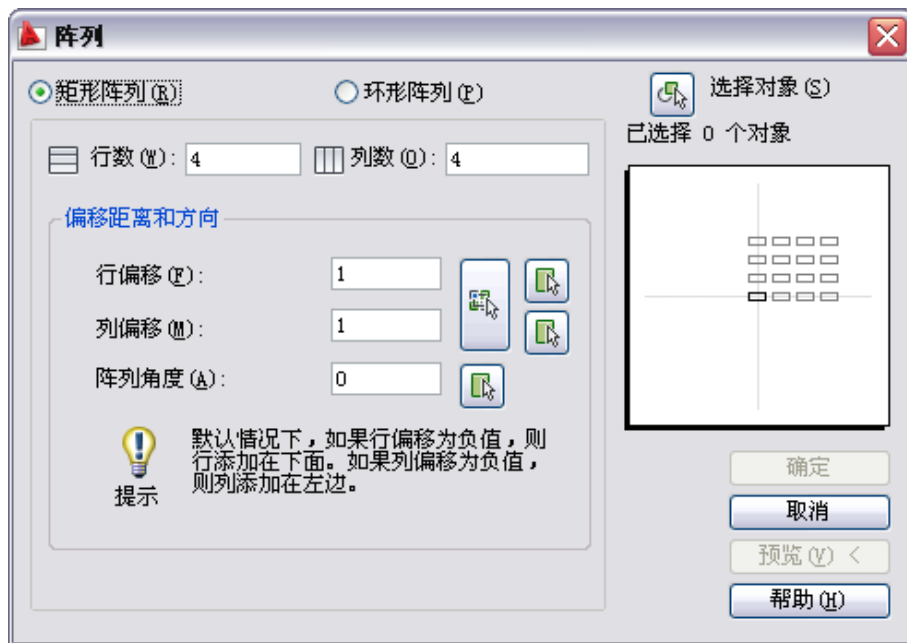 阵列
矩形阵列(R)
环形阵列(P)
选择对象(S)
已选择 0 个对象
行数(W): 4
列数(O): 4
偏移距离和方向
行偏移(F): 1
列偏移(M): 1
阵列角度(A): 0
提示
默认情况下，如果行偏移为负值，则
行添加在下面。如果列偏移为负值，
则列添加在左边。
确定
取消
预览(V) <
帮助(H)